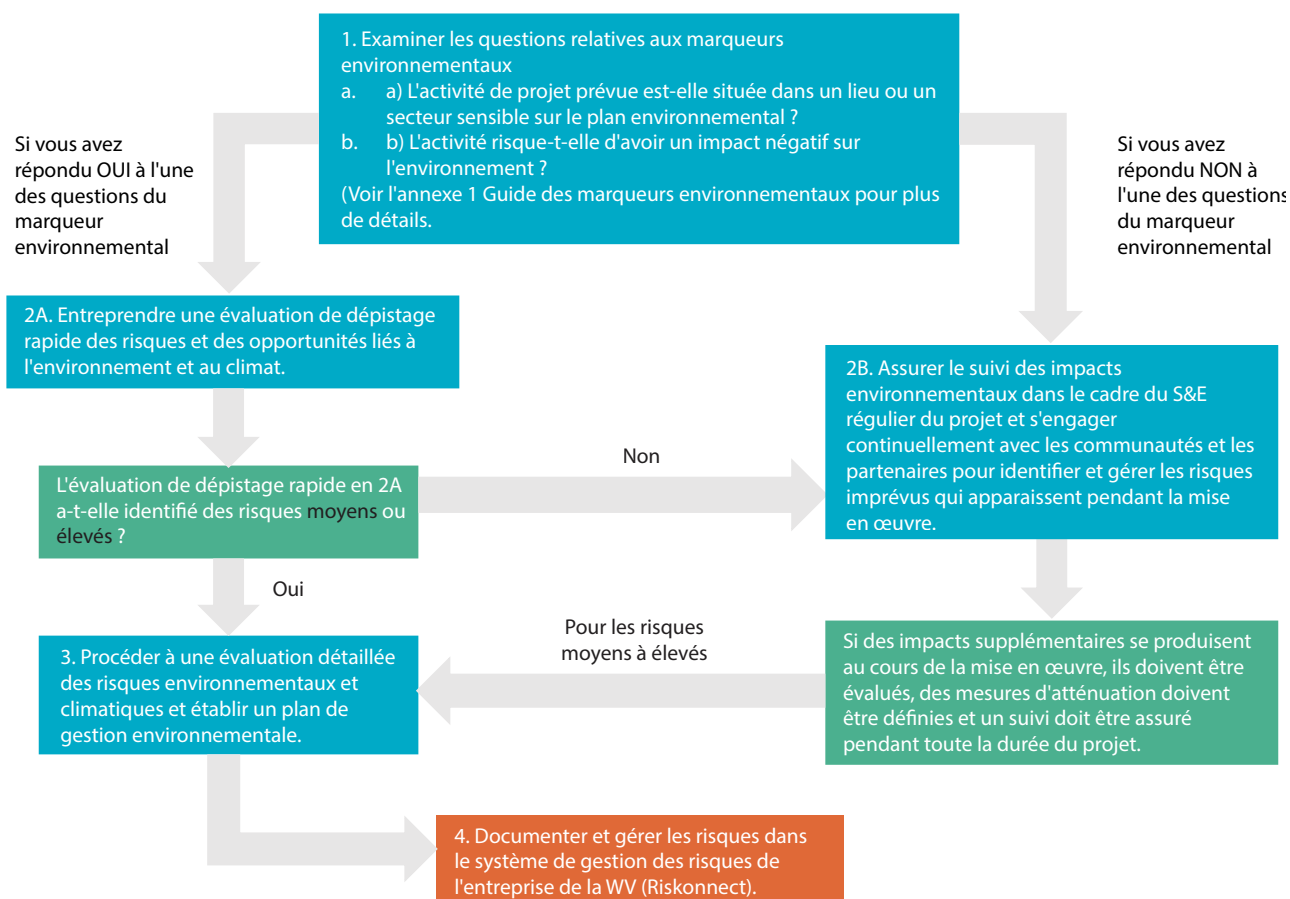 1. Examiner les questions relatives aux marqueurs
environnementaux
a. a) L'activité de projet prévue est-elle située dans un lieu ou un
secteur sensible sur le plan environnemental ?
b. b) L'activité risque-t-elle d'avoir un impact négatif sur
l'environnement ?
(Voir l'annexe 1 Guide des marqueurs environnementaux pour plus
de détails.
Si vous avez
répondu OUI à l'une
des questions du
marqueur
environnemental
Si vous avez
répondu NON à
l'une des questions
du marqueur
environnemental
2A. Entreprendre une évaluation de dépistage
rapide des risques et des opportunités liés à
l'environnement et au climat.
2B. Assurer le suivi des impacts
environnementaux dans le cadre du S&E
régulier du projet et s'engager
continuellement avec les communautés et les
partenaires pour identifier et gérer les risques
imprévus qui apparaissent pendant la mise
en œuvre.
Non
L'évaluation de dépistage rapide en 2A
a-t-elle identifié des risques moyens ou
élevés ?
Oui
Pour les risques
moyens à élevés
Si des impacts supplémentaires se produisent
au cours de la mise en œuvre, ils doivent être
évalués, des mesures d'atténuation doivent
être définies et un suivi doit être assuré
pendant toute la durée du projet.
3. Procéder à une évaluation détaillée
des risques environnementaux et
climatiques et établir un plan de
gestion environnementale.
4. Documenter et gérer les risques dans
le système de gestion des risques de
l'entreprise de la WV (Riskonnect).